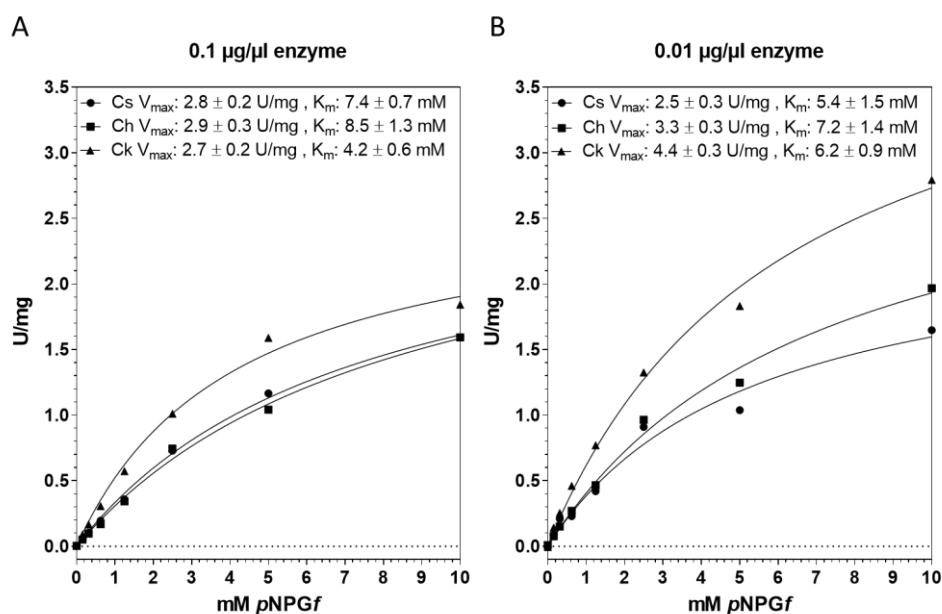 A
0.1 µg/µl enzyme
3.5
3.0
2.5
2.0
1.5
1.0
0.5
0.0
U/mg
Cs Vmax: 2.8 ± 0.2 U/mg , Km: 7.4 ± 0.7 mM
Ch Vmax: 2.9 ± 0.3 U/mg , Km: 8.5 ± 1.3 mM
Ck Vmax: 2.7 ± 0.2 U/mg , Km: 4.2 ± 0.6 mM
0 1 2 3 4 5 6 7 8 9 10
mM pNPGf
B
0.01 µg/µl enzyme
3.5
3.0
2.5
2.0
1.5
1.0
0.5
0.0
U/mg
Cs Vmax: 2.5 ± 0.3 U/mg , Km: 5.4 ± 1.5 mM
Ch Vmax: 3.3 ± 0.3 U/mg , Km: 7.2 ± 1.4 mM
Ck Vmax: 4.4 ± 0.3 U/mg , Km: 6.2 ± 0.9 mM
0 1 2 3 4 5 6 7 8 9 10
mM pNPGf